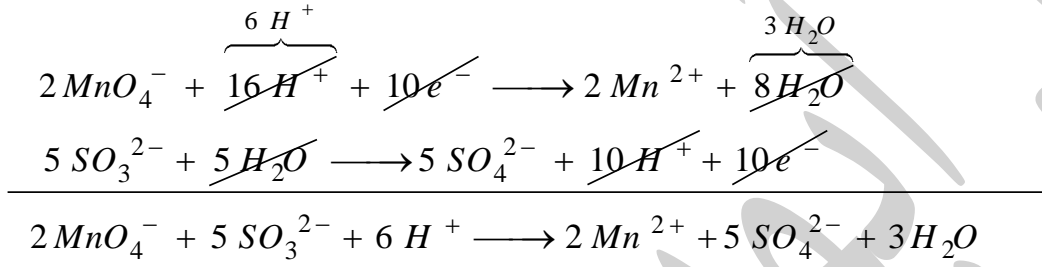 6 H⁺ 3 H₂O
2 MnO₄⁻ + 16 H⁺ + 10 e⁻ ⟶ 2 Mn²⁺ + 8 H₂O
5 SO₃²⁻ + 5 H₂O ⟶ 5 SO₄²⁻ + 10 H⁺ + 10 e⁻
2 MnO₄⁻ + 5 SO₃²⁻ + 6 H⁺ ⟶ 2 Mn²⁺ + 5 SO₄²⁻ + 3 H₂O